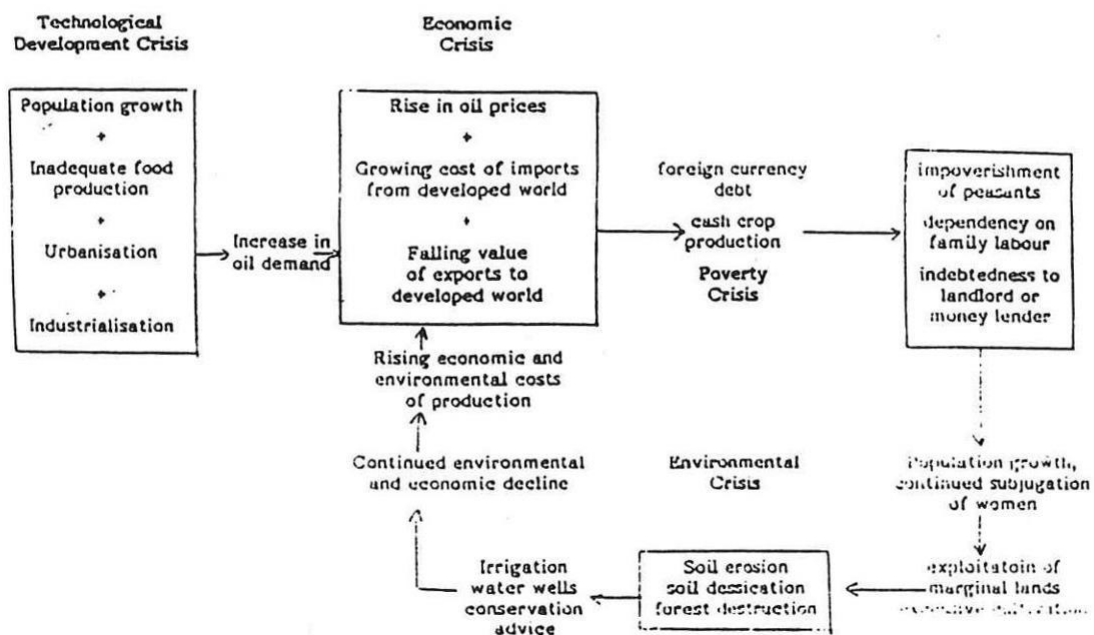 Technological
Development Crisis
Population growth
+
Inadequate food
production
+
Urbanisation
+
Industrialisation
Increase in
oil demand
Economic
Crisis
Rise in oil prices
+
Growing cost of imports
from developed world
+
Falling value
of exports to
developed world
foreign currency
debt
cash crop
production
Poverty
Crisis
impoverishment
of peasants
dependency on
family labour
indebtedness to
landlord or
money lender
Population growth,
continued subjugation
of women
exploitatoin of
marginal lands
Environmental
Crisis
Soil erosion
soil dessication
forest destruction
Irrigation
water wells
conservation
advice
Continued environmental
and economic decline
Rising economic and
environmental costs
of production